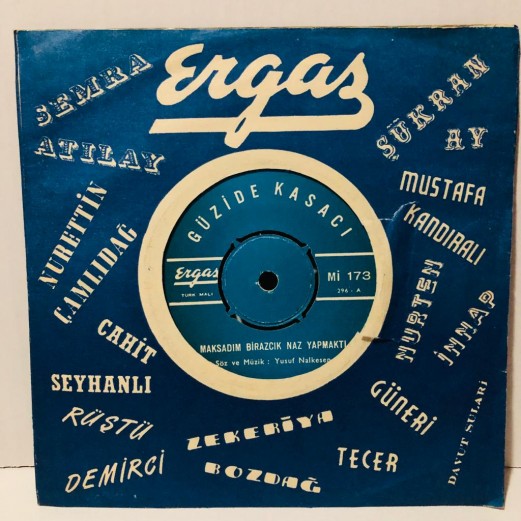 Ergas
SEMRA
ATILAY
ŞÜKRAN
AY
NURETTİN
ÇAMLIDAĞ
MUSTAFA
KANDIRALI
GÜZİDE KASACI
Ergas
TÜRK MALI
Mi 173
296 - A
MAKSADIM BİRAZCIK NAZ YAPMAKTI
Söz ve Müzik : Yusuf Nalkesen
CAHİT
SEYHANLI
NURTEN
İNNAP
RÜŞTÜ
DEMİRCİ
ZEKERİYA
BOZDAĞ
GÜNERİ
TECER
DAVUT SULARİ